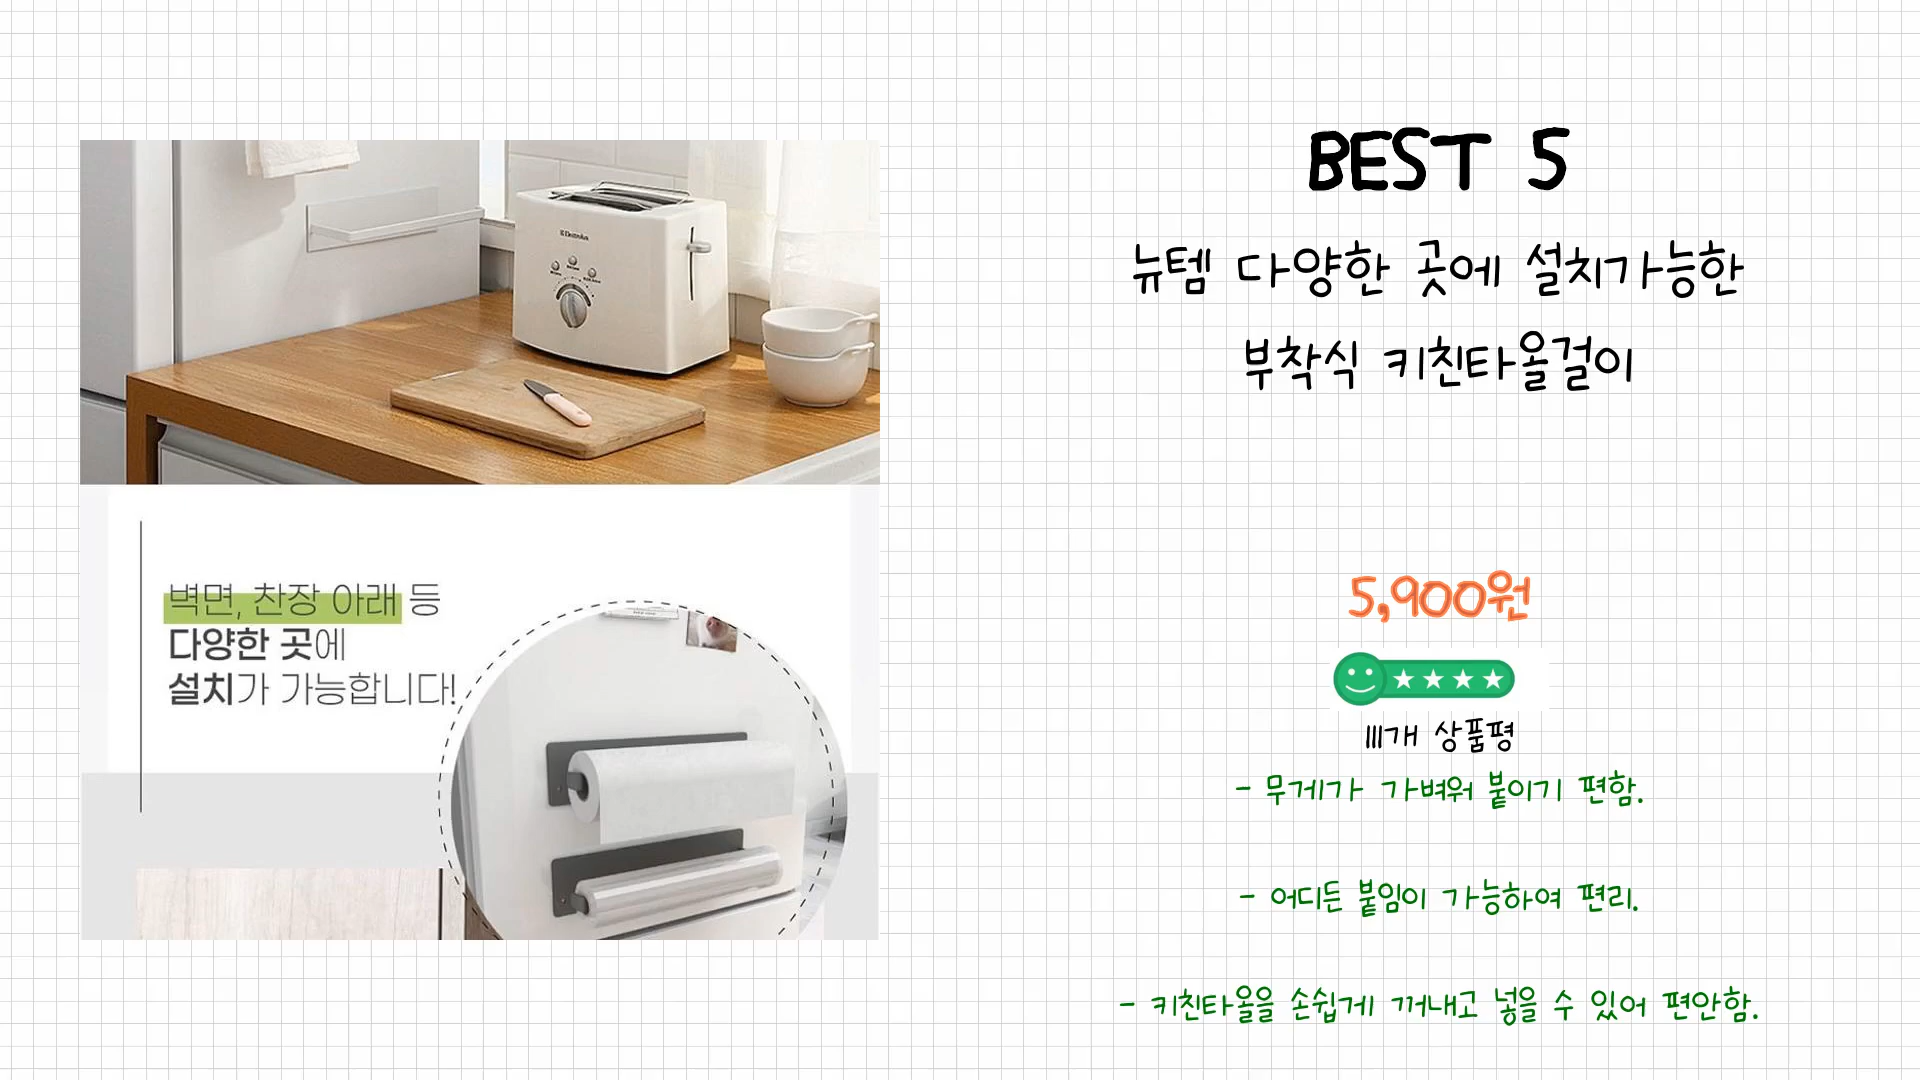 BEST 5
뉴템 다양한 곳에 설치가능한
부착식 키친타올걸이
Electrolux
벽면, 찬장 아래 등
다양한 곳에
설치가 가능합니다!
5,900원
111개 상품평
- 무게가 가벼워 붙이기 편함.
- 어디든 붙임이 가능하여 편리.
- 키친타올을 손쉽게 꺼내고 넣을 수 있어 편안함.